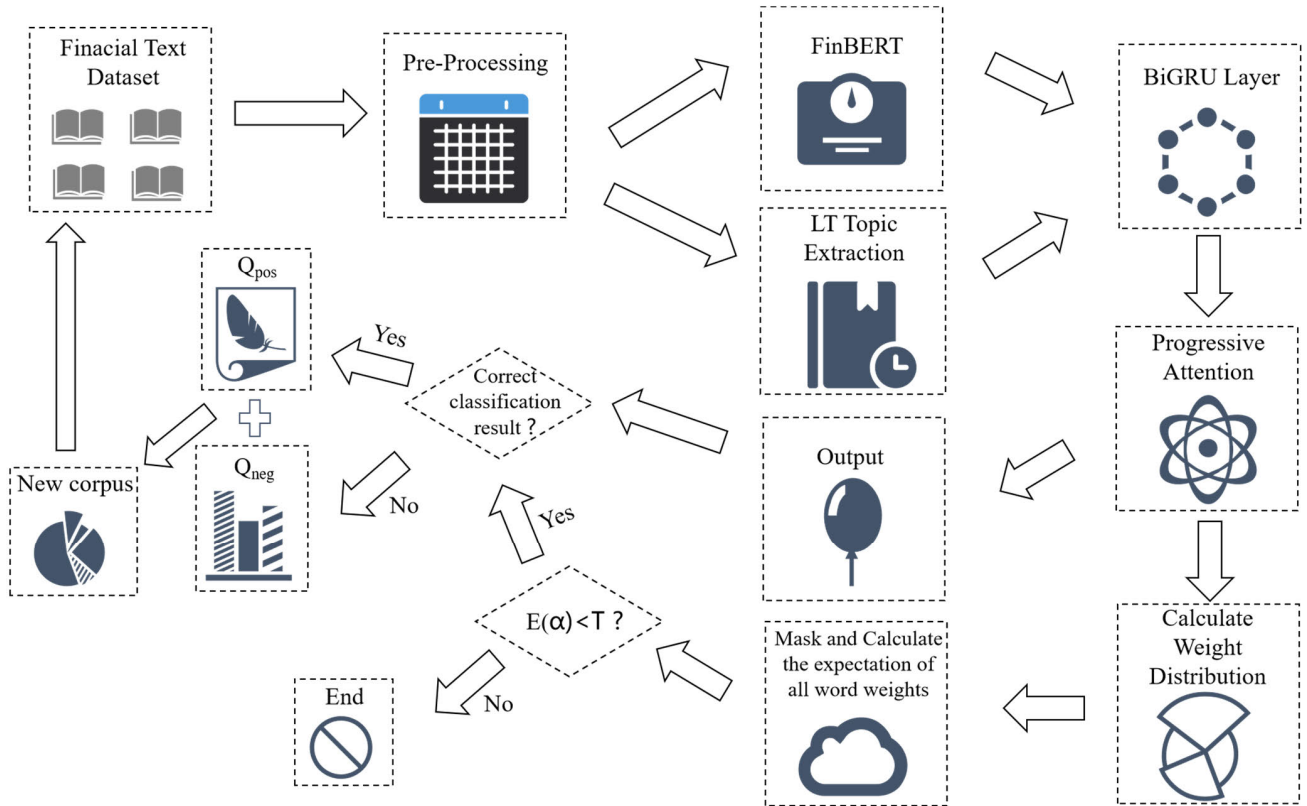 Finacial Text
Dataset
Pre-Processing
FinBERT
BiGRU Layer
LT Topic
Extraction
Qpos
Yes
Correct
classification
result ?
Progressive
Attention
Output
New corpus
Qneg
No
Yes
E(α)<T ?
Mask and Calculate
the expectation of
all word weights
Calculate
Weight
Distribution
End
No